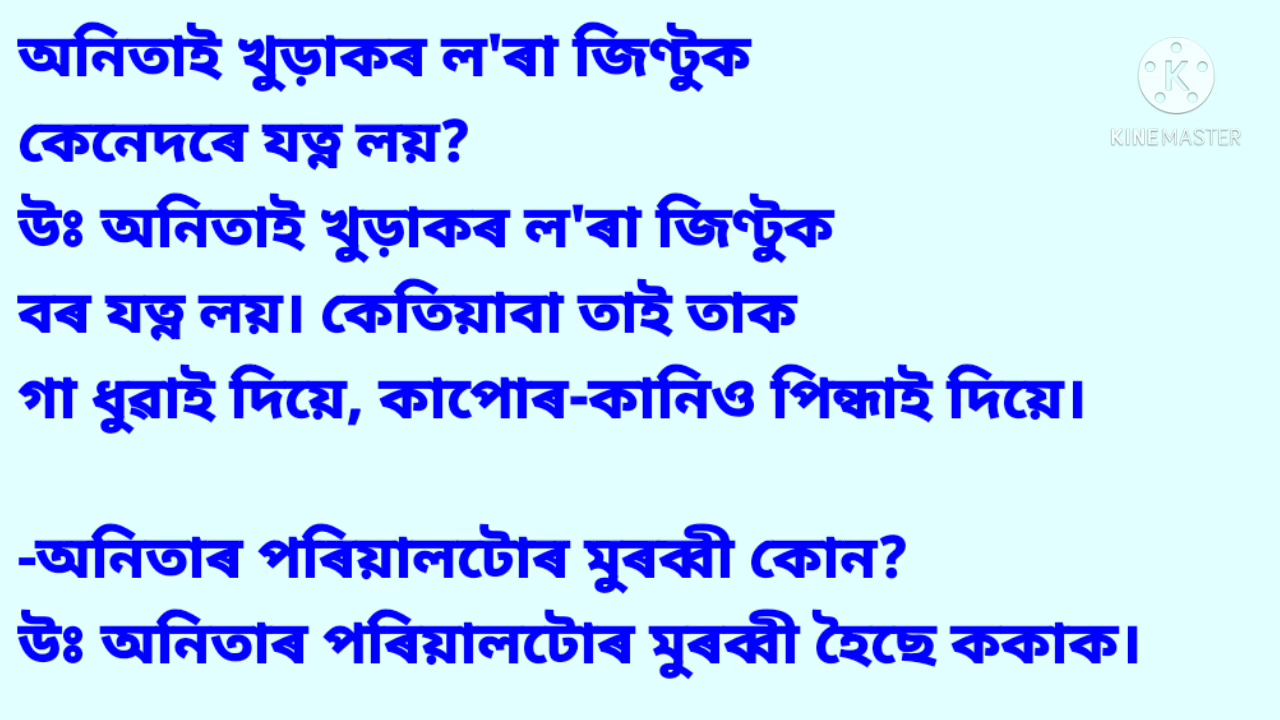 অনিতাই খুড়াকৰ ল'ৰা জিণ্টুক
কেনেদৰে যত্ন লয়?
উঃ অনিতাই খুড়াকৰ ল'ৰা জিণ্টুক
বৰ যত্ন লয়। কেতিয়াবা তাই তাক
গা ধুৱাই দিয়ে, কাপোৰ-কানিও পিন্ধাই দিয়ে।
-অনিতাৰ পৰিয়ালটোৰ মুৰব্বী কোন?
উঃ অনিতাৰ পৰিয়ালটোৰ মুৰব্বী হৈছে ককাক।
K
KINEMASTER